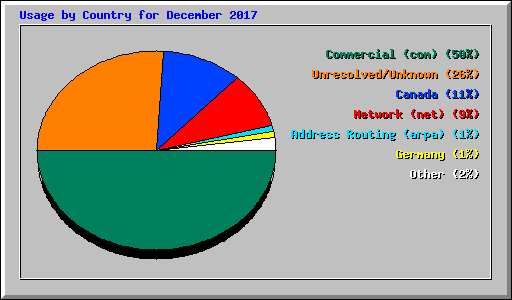 Usage by Country for December 2017
Commercial (com) (50%)
Unresolved/Unknown (26%)
Canada (11%)
Network (net) (9%)
Address Routing (arpa) (1%)
Germany (1%)
Other (2%)